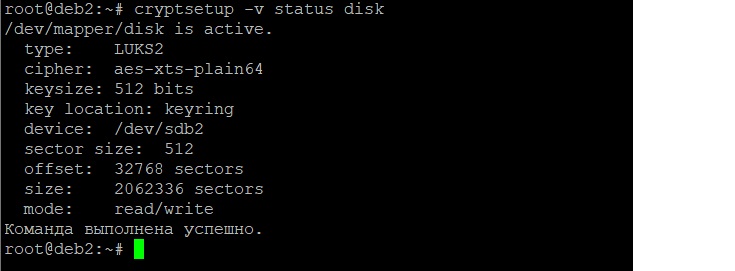 root@deb2:~# cryptsetup -v status disk
/dev/mapper/disk is active.
  type:    LUKS2
  cipher:  aes-xts-plain64
  keysize: 512 bits
  key location: keyring
  device:  /dev/sdb2
  sector size:  512
  offset:  32768 sectors
  size:    2062336 sectors
  mode:    read/write
Команда выполнена успешно.
root@deb2:~#